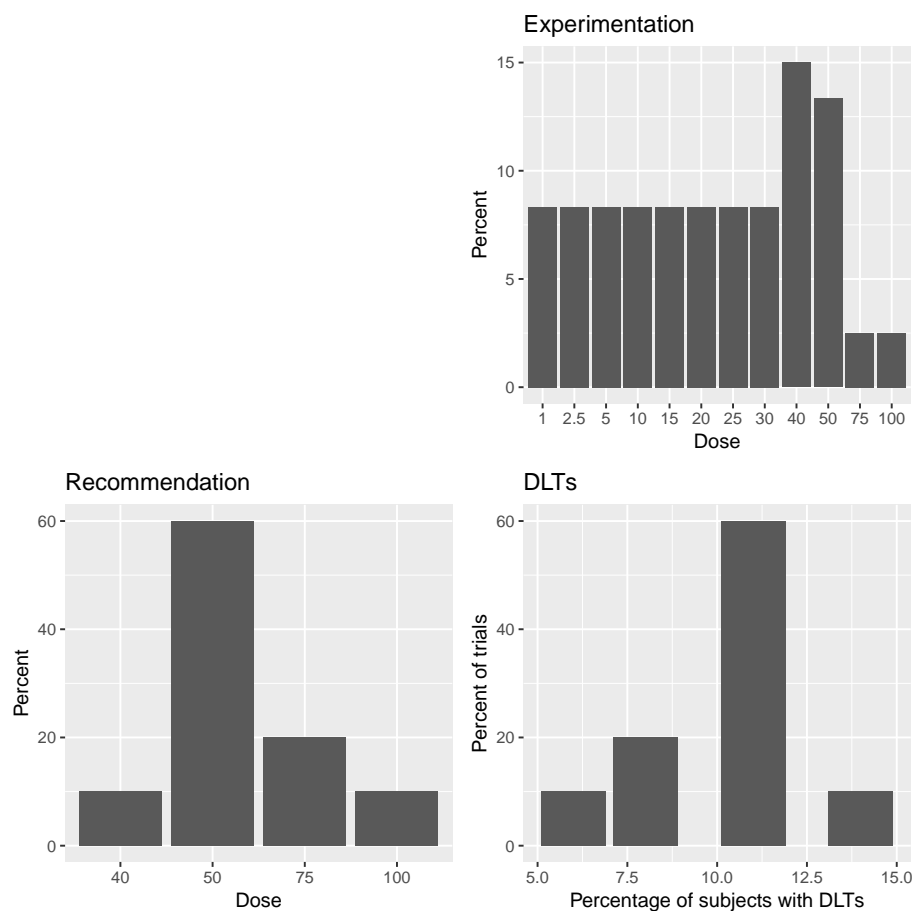 Experimentation
15
10
5
0
Percent
1 2.5 5 10 15 20 25 30 40 50 75 100
Dose
Recommendation
60
40
20
0
Percent
40 50 75 100
Dose
DLTs
60
40
20
0
Percent of trials
5.0 7.5 10.0 12.5 15.0
Percentage of subjects with DLTs